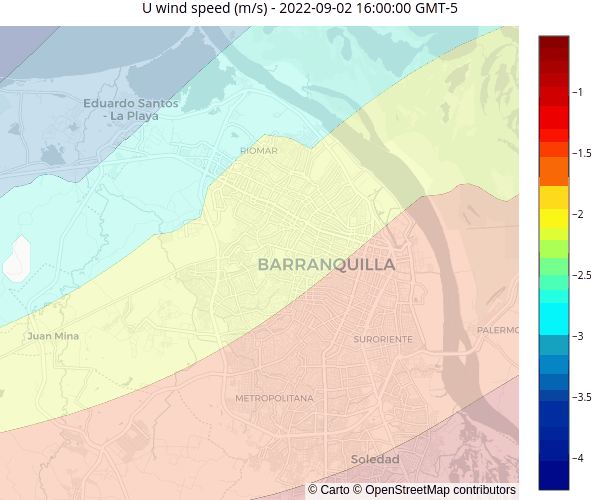 U wind speed (m/s) - 2022-09-02 16:00:00 GMT-5
Eduardo Santos
- La Playa
RIOMAR
BARRANQUILLA
Juan Mina
SURORIENTE
PALERMO
METROPOLITANA
Soledad
© Carto © OpenStreetMap contributors
−1
−1.5
−2
−2.5
−3
−3.5
−4